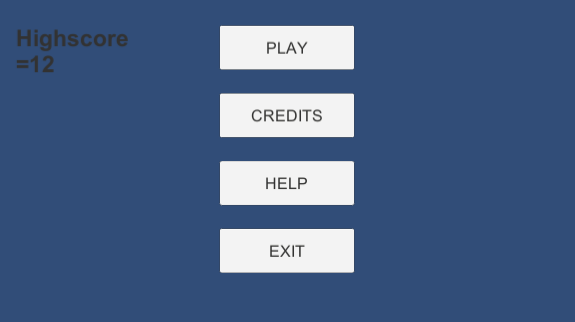 Highscore
=12
PLAY
CREDITS
HELP
EXIT